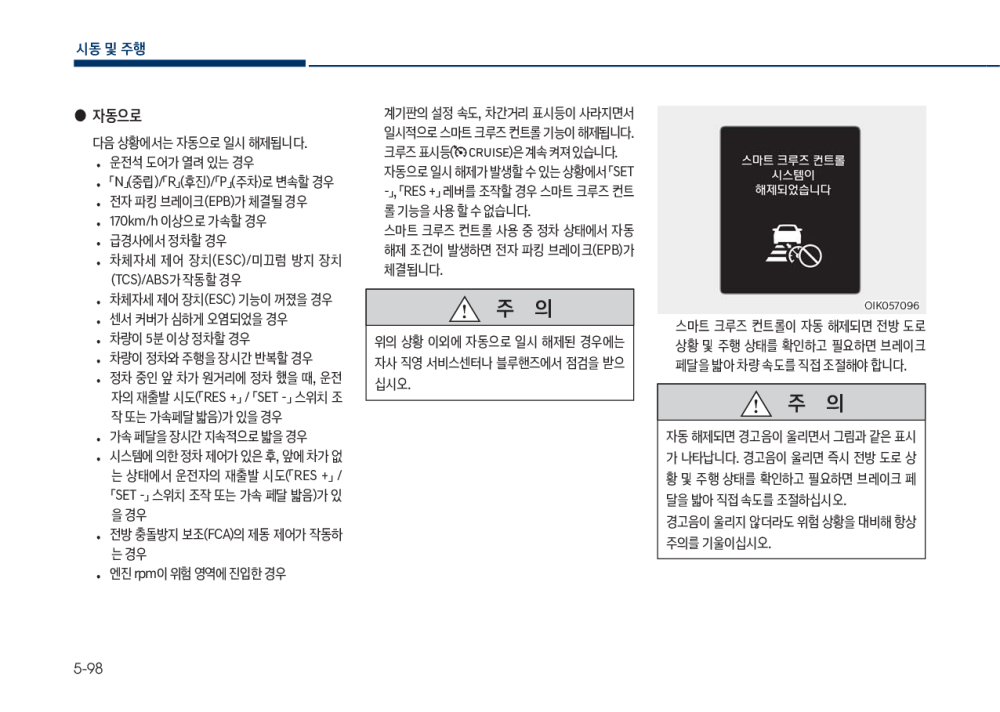 시동 및 주행
● 자동으로
다음 상황에서는 자동으로 일시 해제됩니다.
• 운전석 도어가 열려 있는 경우
• 「N」(중립)/「R」(후진)/「P」(주차)로 변속할 경우
• 전자 파킹 브레이크(EPB)가 체결될 경우
• 170km/h 이상으로 가속할 경우
• 급경사에서 정차할 경우
• 차체자세 제어 장치(ESC)/미끄럼 방지 장치
(TCS)/ABS가 작동할 경우
• 차체자세 제어 장치(ESC) 기능이 꺼졌을 경우
• 센서 커버가 심하게 오염되었을 경우
• 차량이 5분 이상 정차할 경우
• 차량이 정차와 주행을 장시간 반복할 경우
• 정차 중인 앞 차가 원거리에 정차 했을 때, 운전
자의 재출발 시도(「RES +」 / 「SET -」 스위치 조
작 또는 가속페달 밟음)가 있을 경우
• 가속 페달을 장시간 지속적으로 밟을 경우
• 시스템에 의한 정차 제어가 있은 후, 앞에 차가 없
는 상태에서 운전자의 재출발 시도(「RES +」 /
「SET -」 스위치 조작 또는 가속 페달 밟음)가 있
을 경우
• 전방 충돌방지 보조(FCA)의 제동 제어가 작동하
는 경우
• 엔진 rpm이 위험 영역에 진입한 경우
계기판의 설정 속도, 차간거리 표시등이 사라지면서
일시적으로 스마트 크루즈 컨트롤 기능이 해제됩니다.
크루즈 표시등( CRUISE)은 계속 켜져 있습니다.
자동으로 일시 해제가 발생할 수 있는 상황에서 「SET
-」, 「RES +」 레버를 조작할 경우 스마트 크루즈 컨트
롤 기능을 사용 할 수 없습니다.
스마트 크루즈 컨트롤 사용 중 정차 상태에서 자동
해제 조건이 발생하면 전자 파킹 브레이크(EPB)가
체결됩니다.
주 의
위의 상황 이외에 자동으로 일시 해제된 경우에는
자사 직영 서비스센터나 블루핸즈에서 점검을 받으
십시오.
스마트 크루즈 컨트롤
시스템이
해제되었습니다
OIK057096
스마트 크루즈 컨트롤이 자동 해제되면 전방 도로
상황 및 주행 상태를 확인하고 필요하면 브레이크
페달을 밟아 차량 속도를 직접 조절해야 합니다.
주 의
자동 해제되면 경고음이 울리면서 그림과 같은 표시
가 나타납니다. 경고음이 울리면 즉시 전방 도로 상
황 및 주행 상태를 확인하고 필요하면 브레이크 페
달을 밟아 직접 속도를 조절하십시오.
경고음이 울리지 않더라도 위험 상황을 대비해 항상
주의를 기울이십시오.
5-98